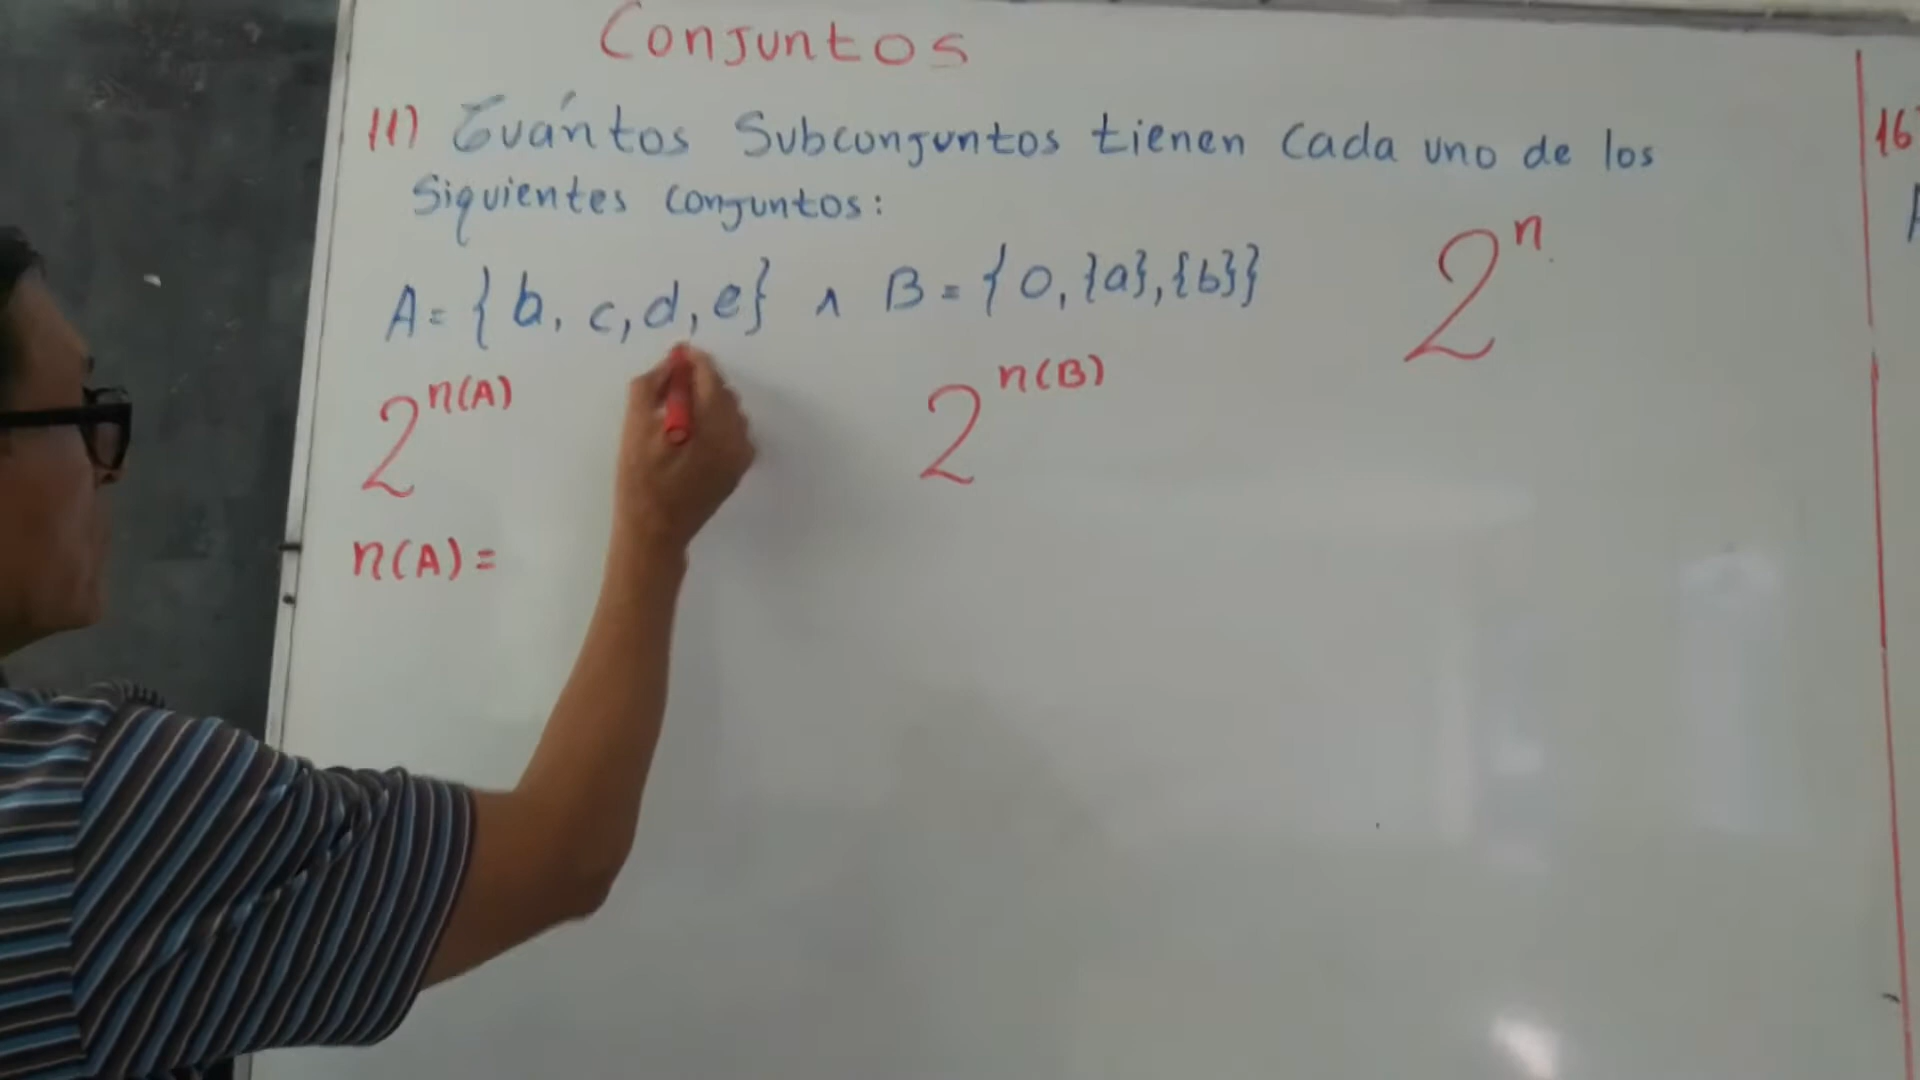 Conjuntos
11) Cuántos Subconjuntos tienen cada uno de los
Siguientes conjuntos:
A = { b, c, d, e } ∧ B = { 0, {a}, {b}}
2^n
2^n(A)
2^n(B)
n(A) =
16